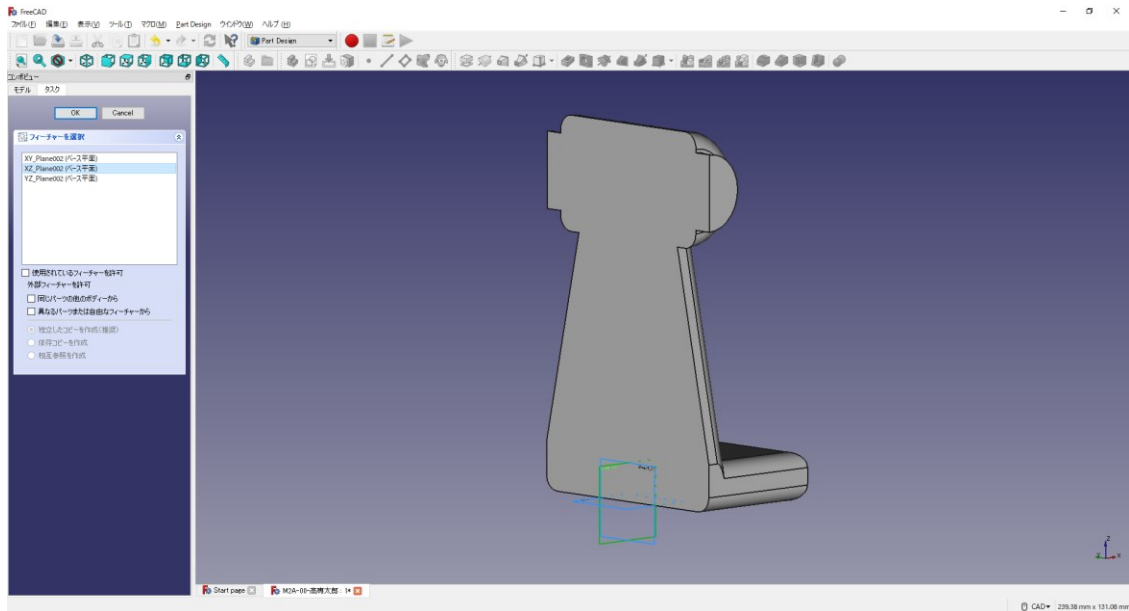 FreeCAD
ファイル(F) 編集(E) 表示(V) ツール(T) マクロ(M) Part Design ウインドウ(W) ヘルプ(H)
Part Design
コンボビュー
モデル タスク
OK Cancel
フィーチャーを選択
XY_Plane002 (ベース平面)
XZ_Plane002 (ベース平面)
YZ_Plane002 (ベース平面)
使用されているフィーチャーを許可
外部フィーチャーを許可
同じパーツの他のボディーから
異なるパーツまたは自由なフィーチャーから
独立したコピーを作成(推奨)
依存コピーを作成
相互参照を作成
Z
X
Start page M2A-00-高専太郎 : 1*
CAD 239.38 mm x 131.08 mm